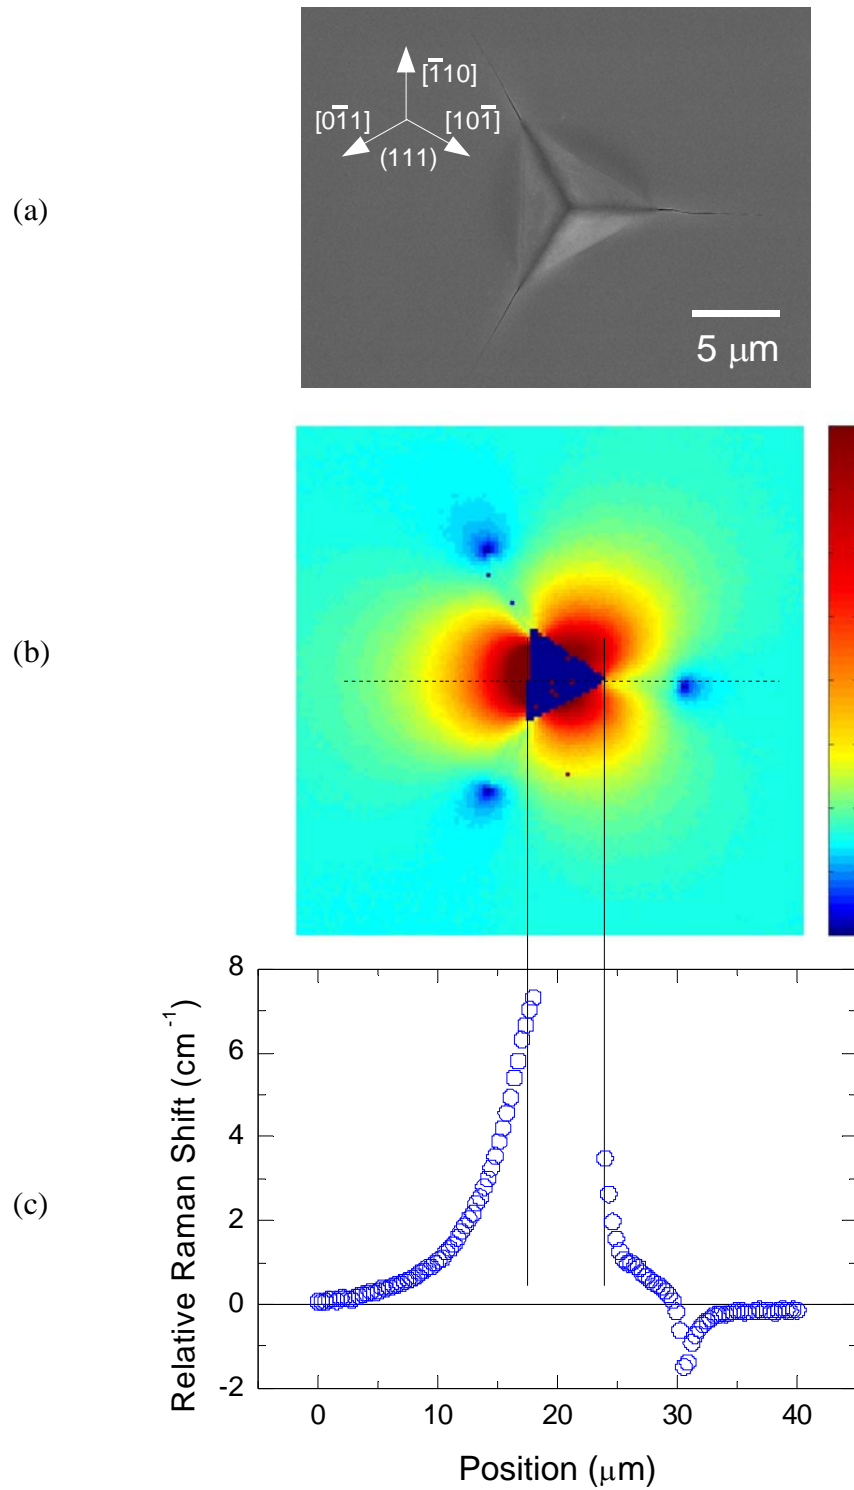 (a)
[1̄10]
[01̄1]
[101̄]
(111)
5 μm
(b)
(c)
Relative Raman Shift (cm⁻¹)
8
6
4
2
0
-2
0
10
20
30
40
Position (μm)